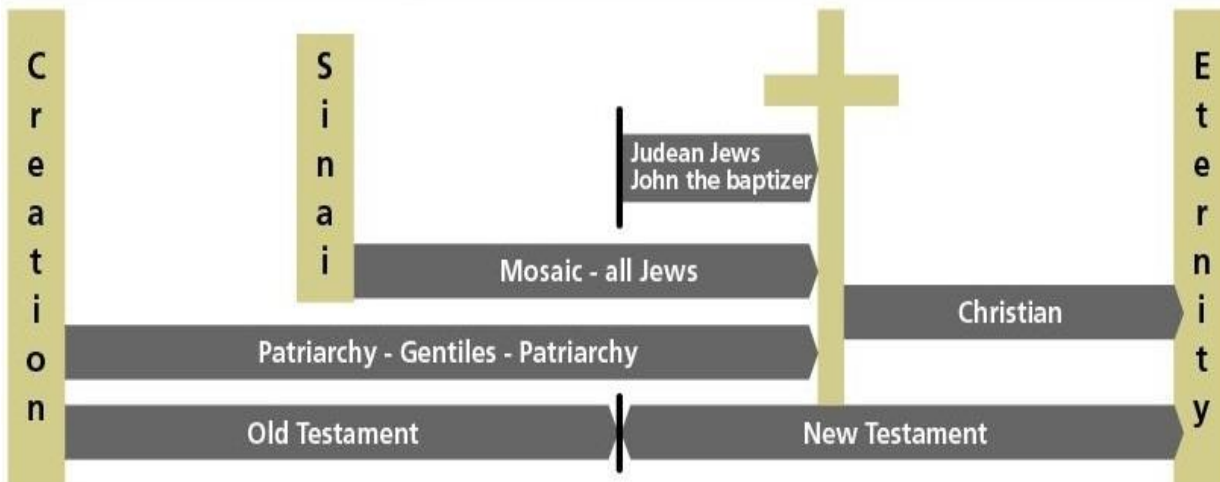 Creation
Sinai
Judean Jews
John the baptizer
Mosaic - all Jews
Christian
Patriarchy - Gentiles - Patriarchy
Old Testament
New Testament
Eternity